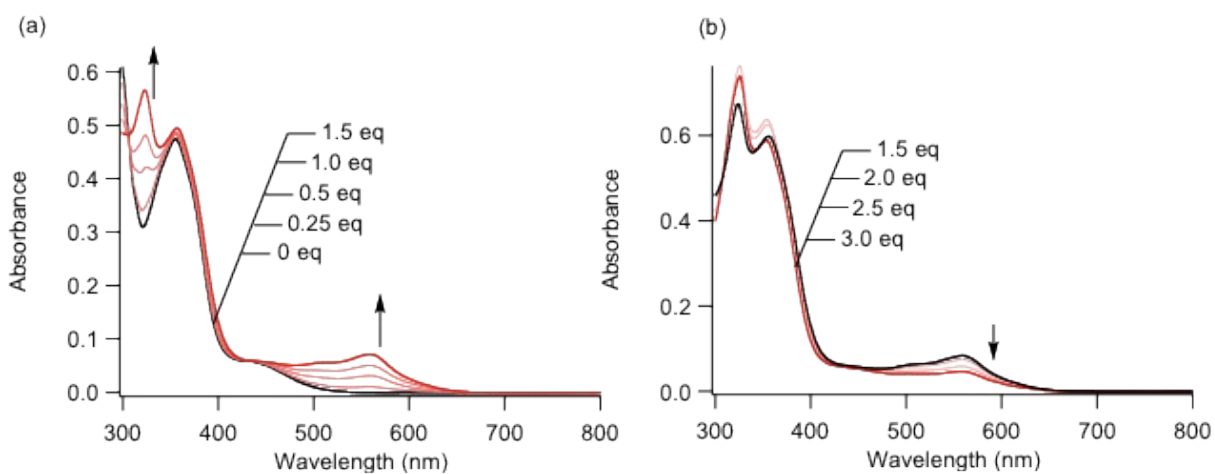 (a)
Absorbance
0.6
0.5
0.4
0.3
0.2
0.1
0.0
1.5 eq
1.0 eq
0.5 eq
0.25 eq
0 eq
300 400 500 600 700 800
Wavelength (nm)
(b)
Absorbance
0.6
0.4
0.2
0.0
1.5 eq
2.0 eq
2.5 eq
3.0 eq
300 400 500 600 700 800
Wavelength (nm)